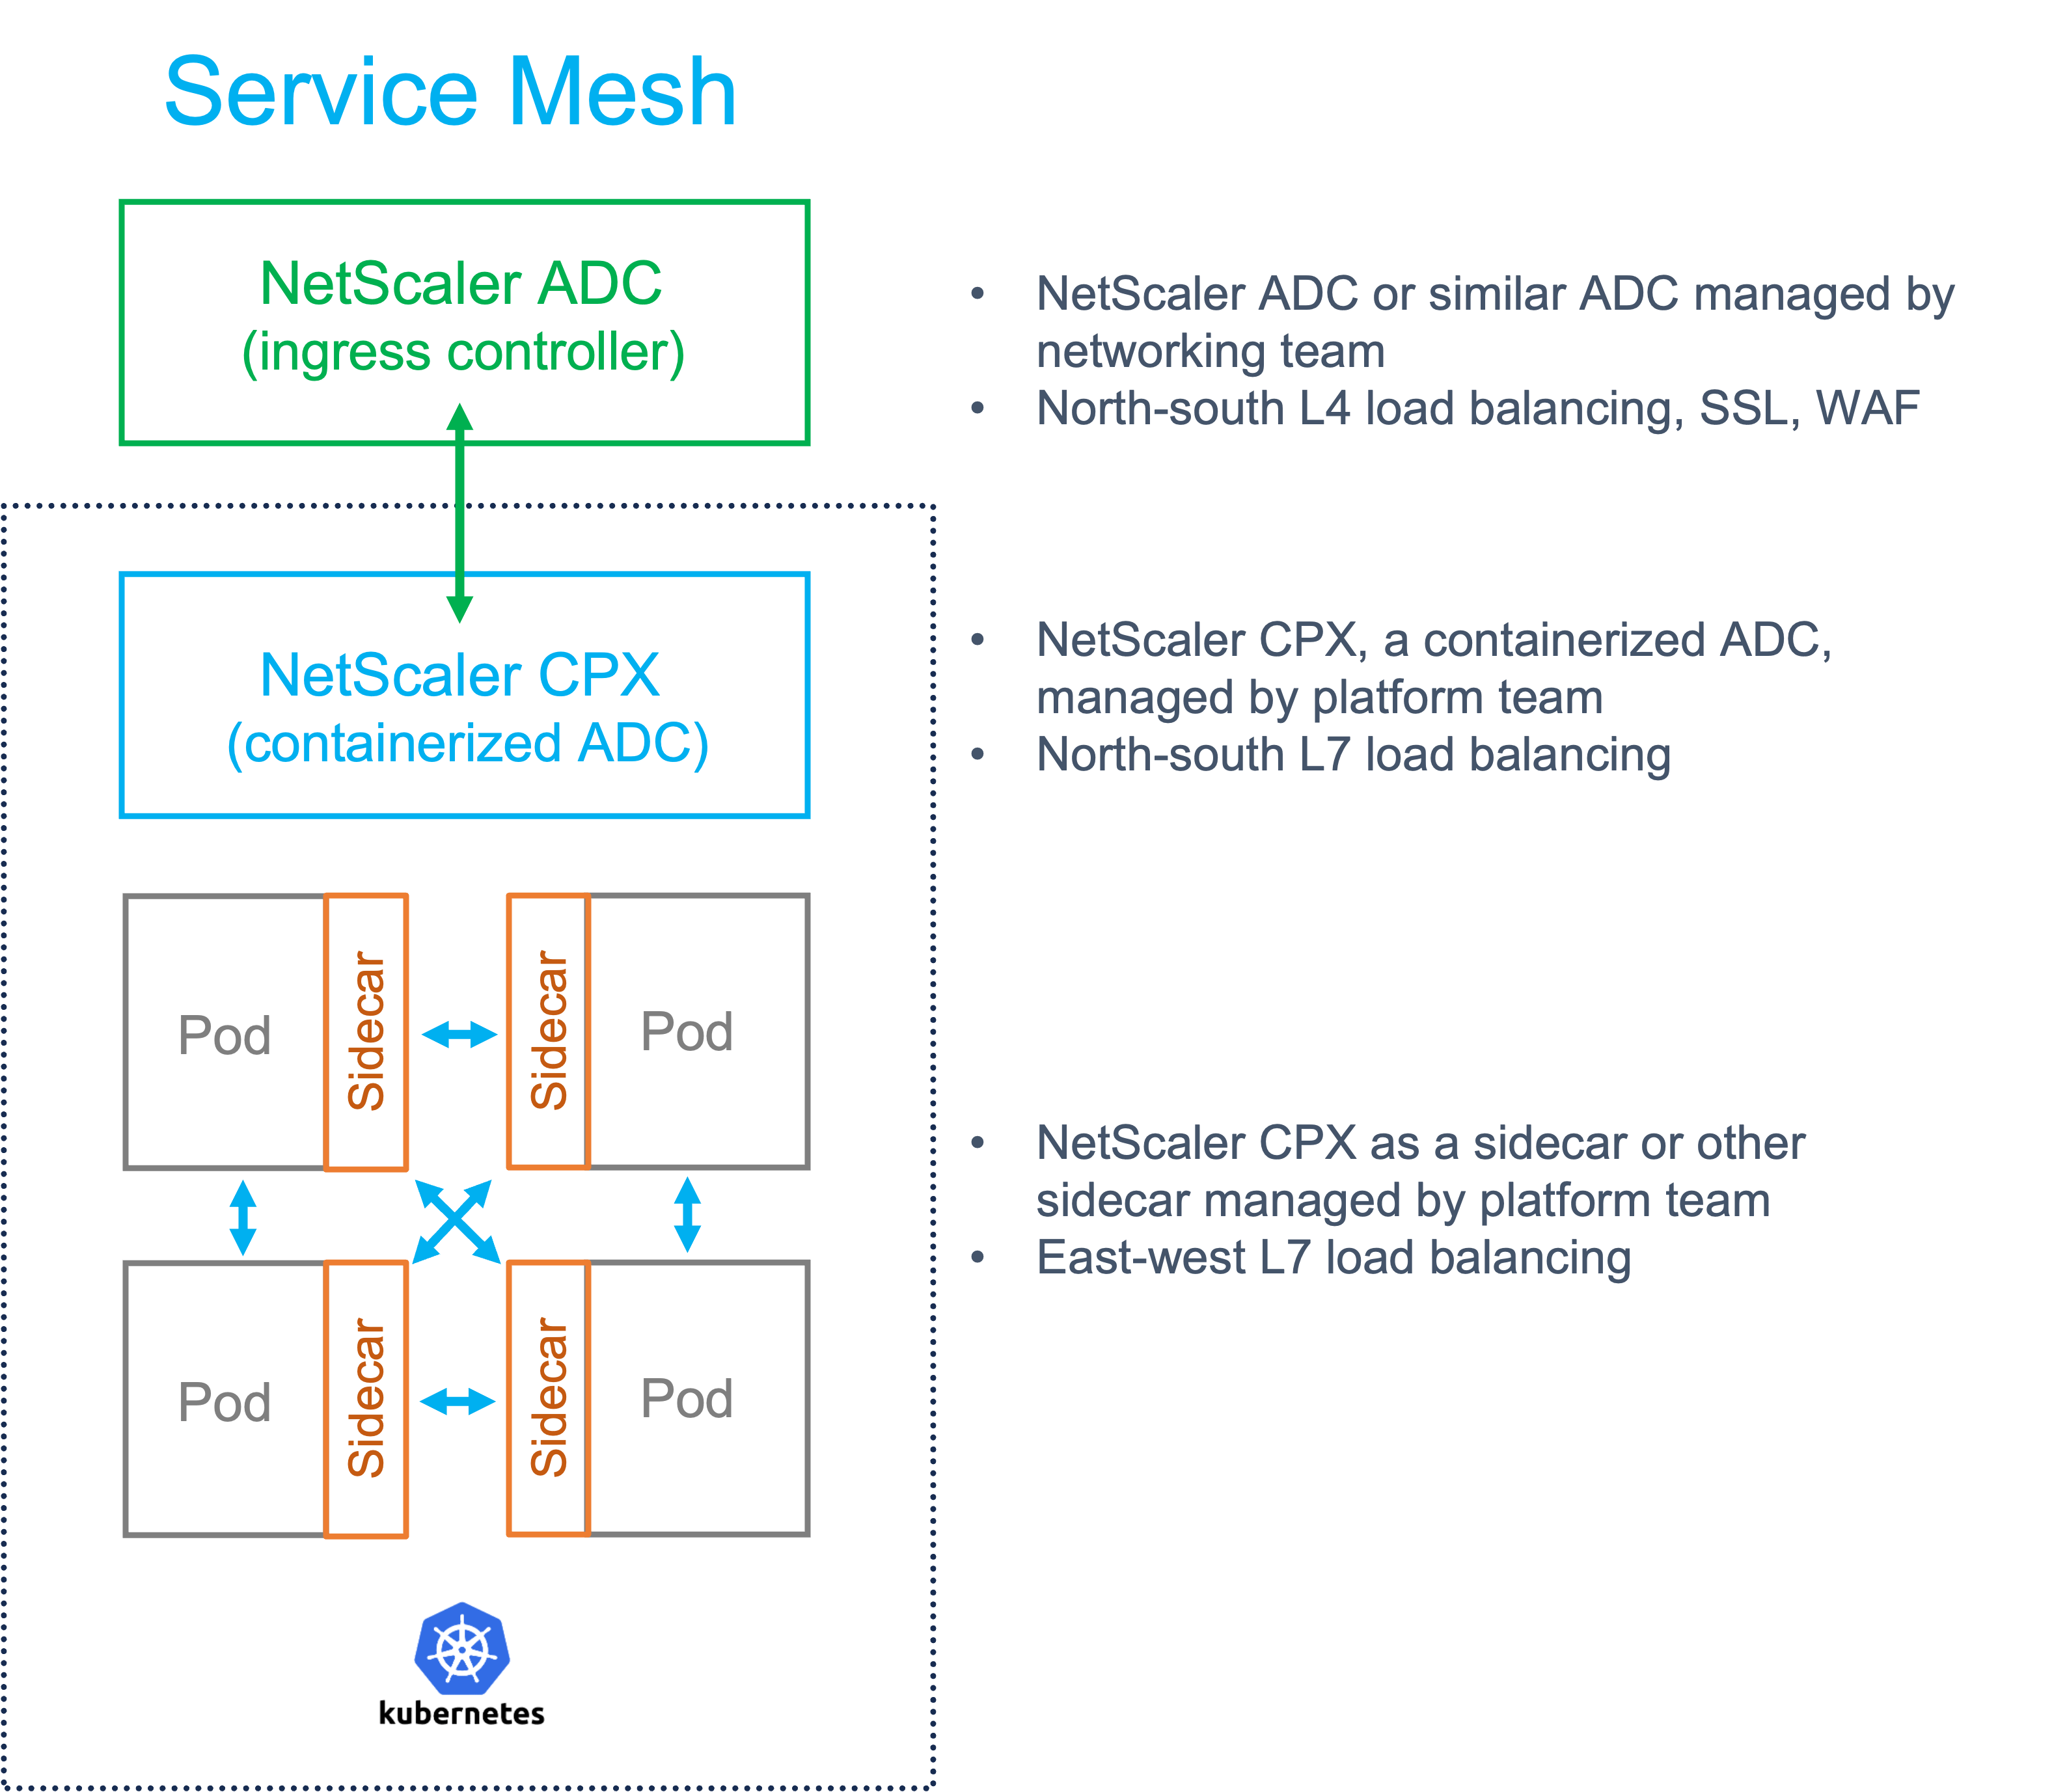 Service Mesh
NetScaler ADC
(ingress controller)
• NetScaler ADC or similar ADC managed by
networking team
• North-south L4 load balancing, SSL, WAF
NetScaler CPX
(containerized ADC)
• NetScaler CPX, a containerized ADC,
managed by platform team
• North-south L7 load balancing
Pod
Sidecar
Sidecar
Pod
• NetScaler CPX as a sidecar or other
sidecar managed by platform team
• East-west L7 load balancing
Pod
Sidecar
Sidecar
Pod
kubernetes